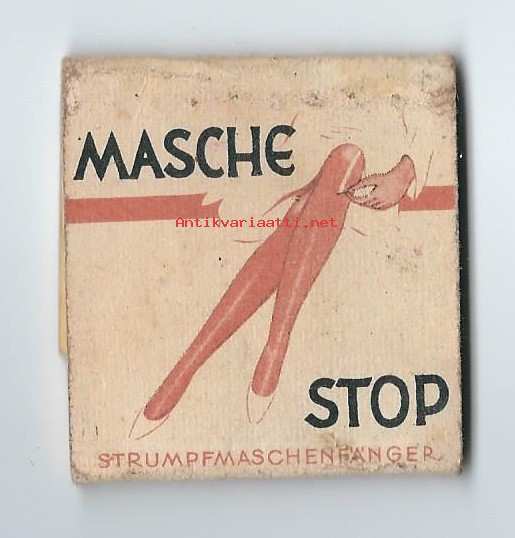 MASCHE
Antikvariaatti.net
STOP
STRUMPFMASCHENFÄNGER